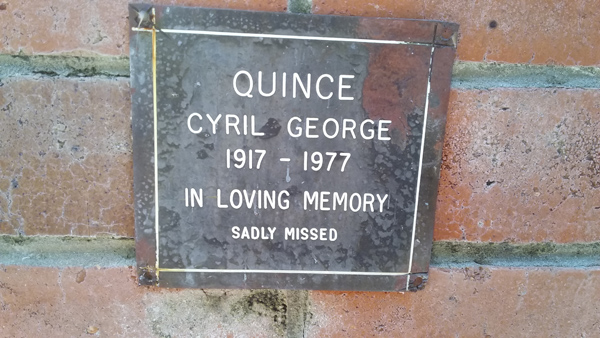 QUINCE
CYRIL GEORGE
1917 - 1977
IN LOVING MEMORY
SADLY MISSED